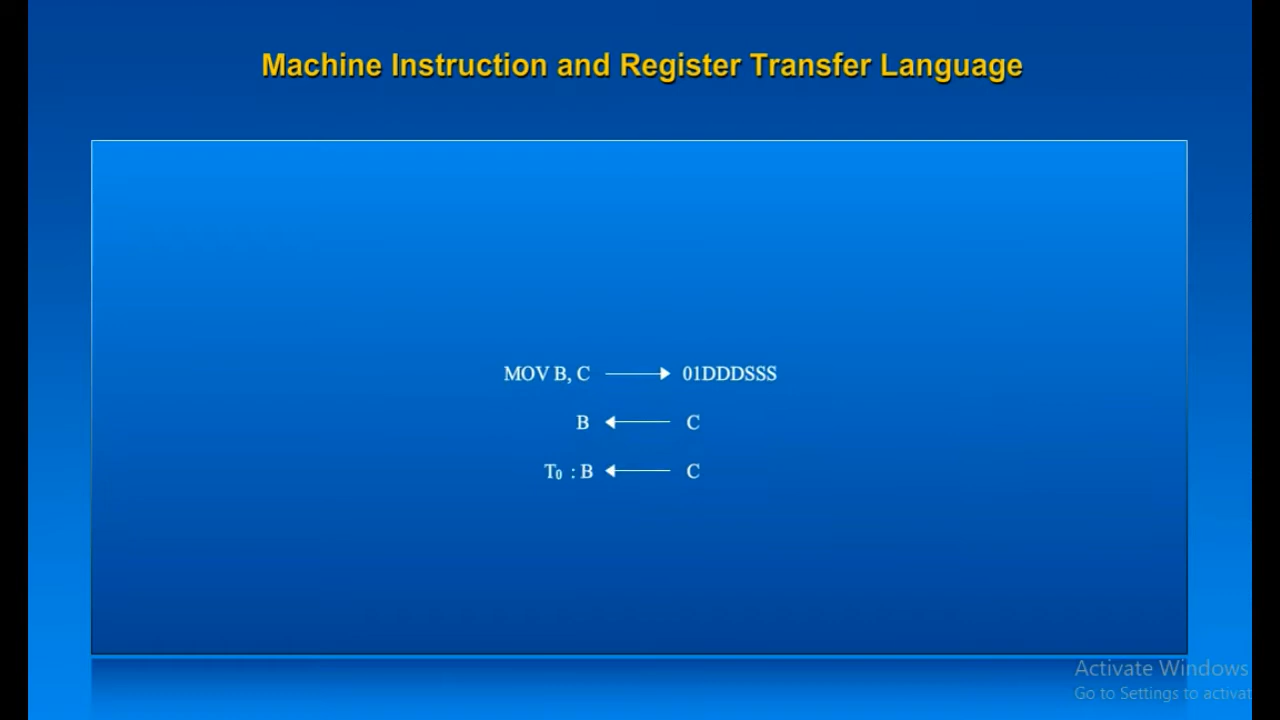 Machine Instruction and Register Transfer Language
MOV B, C → 01DDDSSS
B ← C
T₀ : B ← C
Activate Windows
Go to Settings to activat